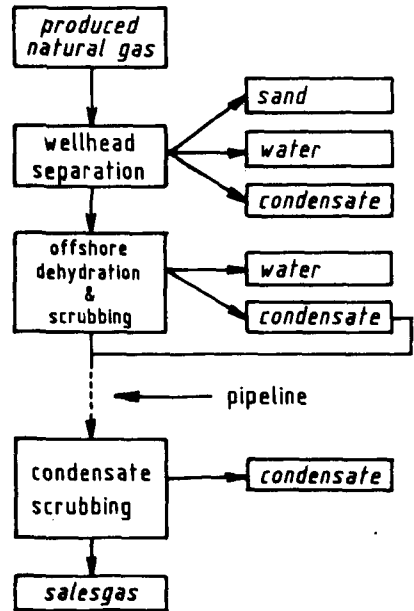 produced
natural gas
sand
wellhead
separation
water
condensate
offshore
dehydration
&
scrubbing
water
condensate
pipeline
condensate
scrubbing
condensate
salesgas